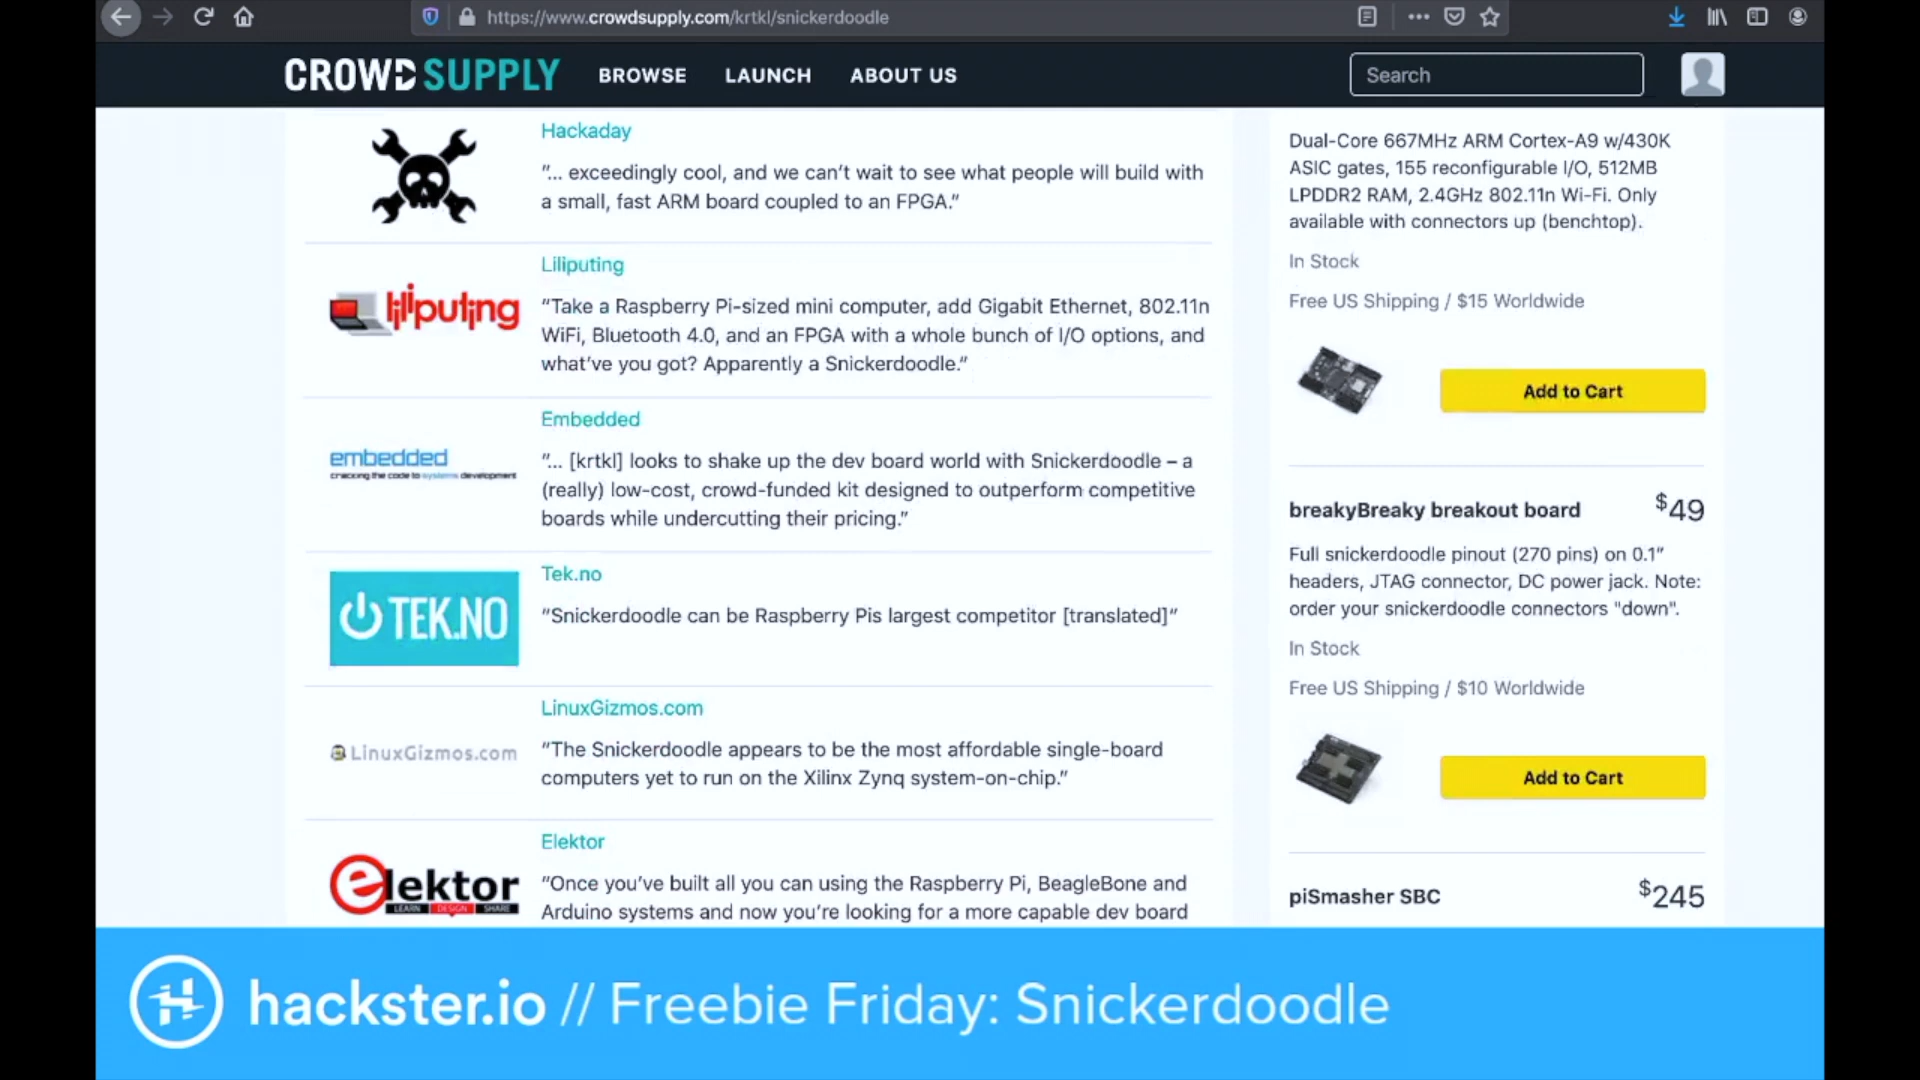 https://www.crowdsupply.com/krtkl/snickerdoodle
CROWD SUPPLY
BROWSE
LAUNCH
ABOUT US
Search
Hackaday
"... exceedingly cool, and we can't wait to see what people will build with
a small, fast ARM board coupled to an FPGA."
liliputing
Liliputing
"Take a Raspberry Pi-sized mini computer, add Gigabit Ethernet, 802.11n
WiFi, Bluetooth 4.0, and an FPGA with a whole bunch of I/O options, and
what've you got? Apparently a Snickerdoodle."
embedded
cracking the code to systems development
Embedded
"... [krtkl] looks to shake up the dev board world with Snickerdoodle – a
(really) low-cost, crowd-funded kit designed to outperform competitive
boards while undercutting their pricing."
TEK.NO
Tek.no
"Snickerdoodle can be Raspberry Pis largest competitor [translated]"
LinuxGizmos.com
LinuxGizmos.com
"The Snickerdoodle appears to be the most affordable single-board
computers yet to run on the Xilinx Zynq system-on-chip."
elektor
LEARN DESIGN SHARE
Elektor
"Once you've built all you can using the Raspberry Pi, BeagleBone and
Arduino systems and now you're looking for a more capable dev board
Dual-Core 667MHz ARM Cortex-A9 w/430K
ASIC gates, 155 reconfigurable I/O, 512MB
LPDDR2 RAM, 2.4GHz 802.11n Wi-Fi. Only
available with connectors up (benchtop).
In Stock
Free US Shipping / $15 Worldwide
Add to Cart
breakyBreaky breakout board $49
Full snickerdoodle pinout (270 pins) on 0.1"
headers, JTAG connector, DC power jack. Note:
order your snickerdoodle connectors "down".
In Stock
Free US Shipping / $10 Worldwide
Add to Cart
piSmasher SBC $245
hackster.io // Freebie Friday: Snickerdoodle